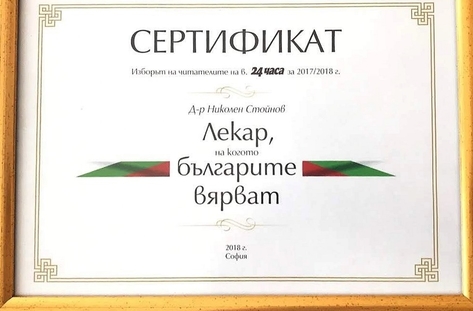 СЕРТИФИКАТ
Изборът на читателите на в. 24 часа за 2017/2018 г.
Д-р Николен Стойнов
Лекар,
на когото
българите
вярват
2018 г.
София